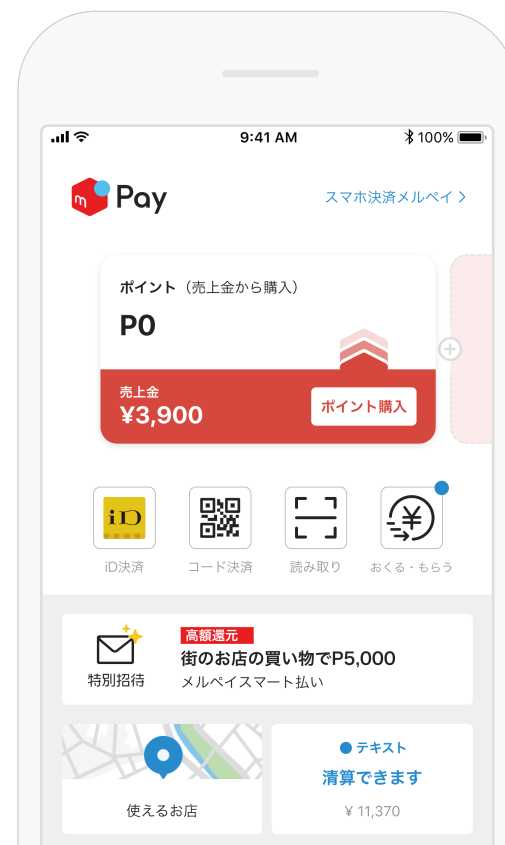 9:41 AM
100%
m Pay
スマホ決済メルペイ >
ポイント（売上金から購入）
P0
売上金
¥3,900
ポイント購入
iD
iD決済
コード決済
読み取り
¥
おくる・もらう
特別招待
高額還元
街のお店の買い物でP5,000
メルペイスマート払い
使えるお店
テキスト
清算できます
¥ 11,370